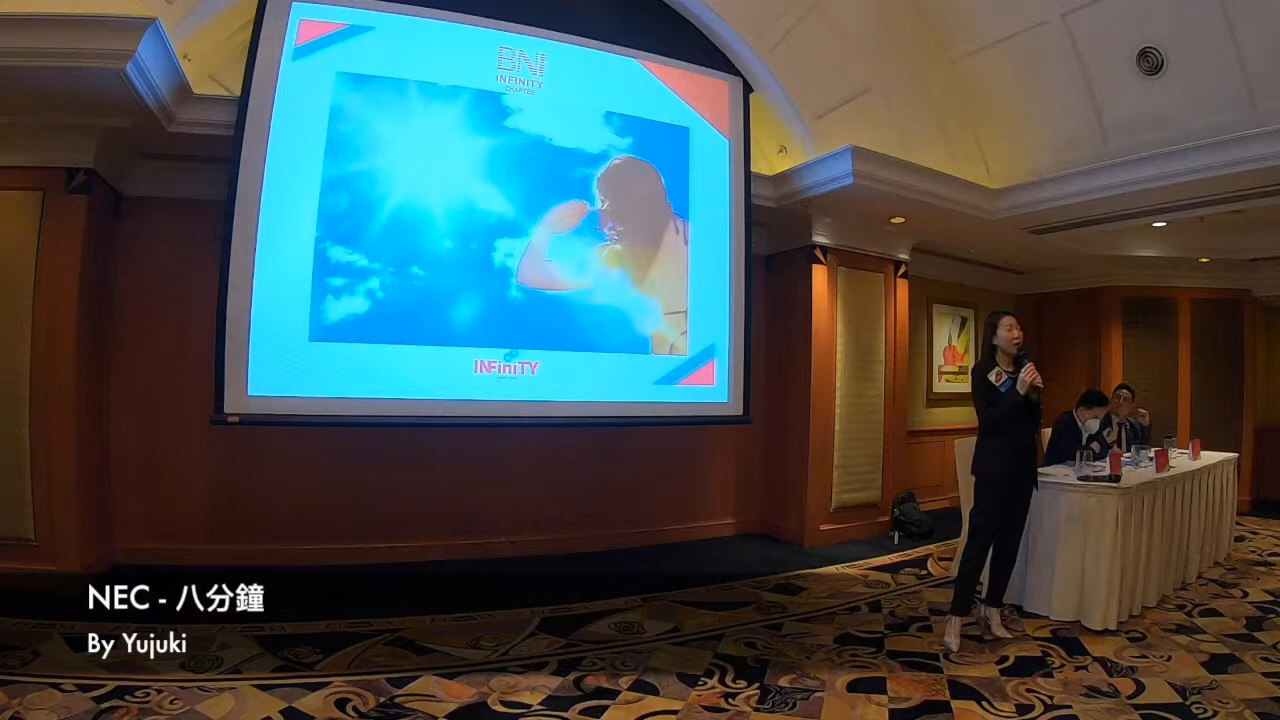 BNI
INFINITY
CHAPTER
INFiniTY
NEC - 八分鐘
By Yujuki